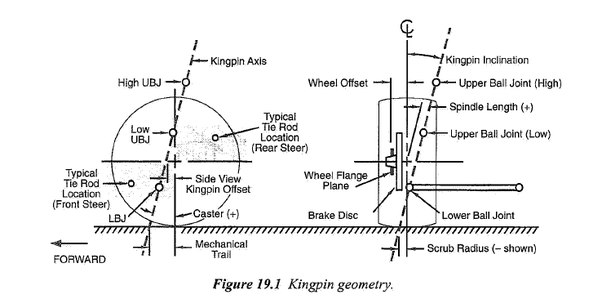 Kingpin Axis
High UBJ
Low
UBJ
Typical
Tie Rod
Location
(Rear Steer)
Typical
Tie Rod
Location
(Front Steer)
Side View
Kingpin Offset
LBJ
Caster (+)
FORWARD
Mechanical
Trail
℄
Kingpin Inclination
Wheel Offset
Upper Ball Joint (High)
Spindle Length (+)
Upper Ball Joint (Low)
Wheel Flange
Plane
Brake Disc
Lower Ball Joint
Scrub Radius (– shown)
Figure 19.1 Kingpin geometry.